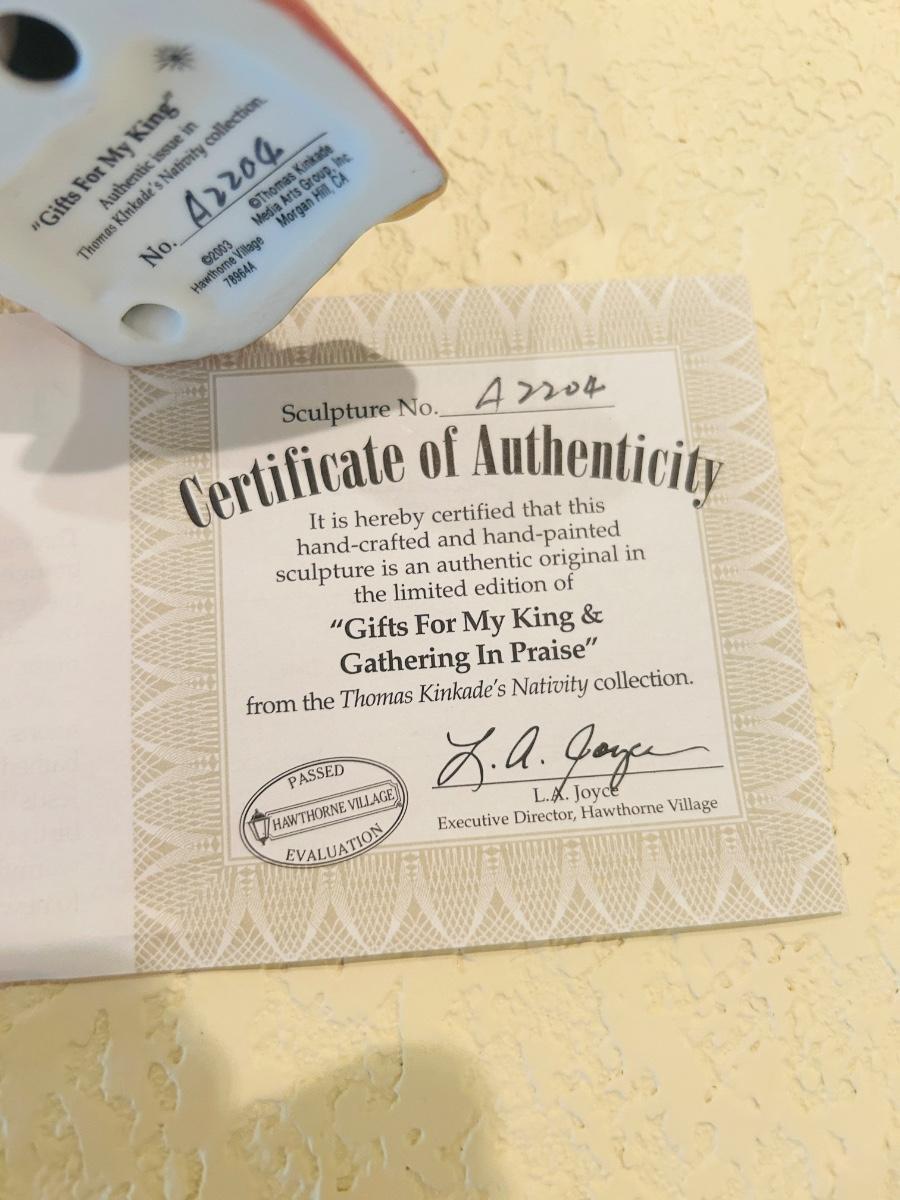 "Gifts For My King"
Authentic issue in
Thomas Kinkade's Nativity collection.
No. A2204
©Thomas Kinkade
Media Arts Group, Inc.
Morgan Hill, CA
©2003
Hawthorne Village
78964A
Sculpture No. A2204
Certificate of Authenticity
It is hereby certified that this
hand-crafted and hand-painted
sculpture is an authentic original in
the limited edition of
"Gifts For My King &
Gathering In Praise"
from the Thomas Kinkade's Nativity collection.
L. A. Joyce
L.A. Joyce
Executive Director, Hawthorne Village
PASSED
HAWTHORNE VILLAGE
EVALUATION